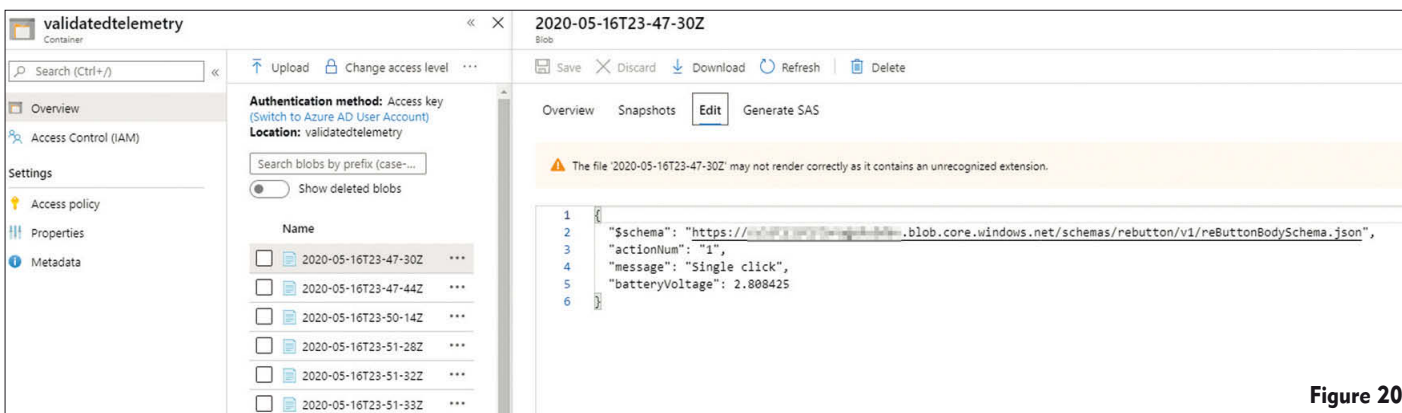 validatedtelemetry
Container
Search (Ctrl+/)
Overview
Access Control (IAM)
Settings
Access policy
Properties
Metadata
Upload Change access level
Authentication method: Access key
(Switch to Azure AD User Account)
Location: validatedtelemetry
Search blobs by prefix (case-...
Show deleted blobs
Name
2020-05-16T23-47-30Z
2020-05-16T23-47-44Z
2020-05-16T23-50-14Z
2020-05-16T23-51-28Z
2020-05-16T23-51-32Z
2020-05-16T23-51-33Z
2020-05-16T23-47-30Z
Blob
Save Discard Download Refresh Delete
Overview Snapshots Edit Generate SAS
The file '2020-05-16T23-47-30Z' may not render correctly as it contains an unrecognized extension.
1 {
2 "$schema": "https:// .blob.core.windows.net/schemas/rebutton/v1/reButtonBodySchema.json",
3 "actionNum": "1",
4 "message": "Single click",
5 "batteryVoltage": 2.808425
6 }
Figure 20